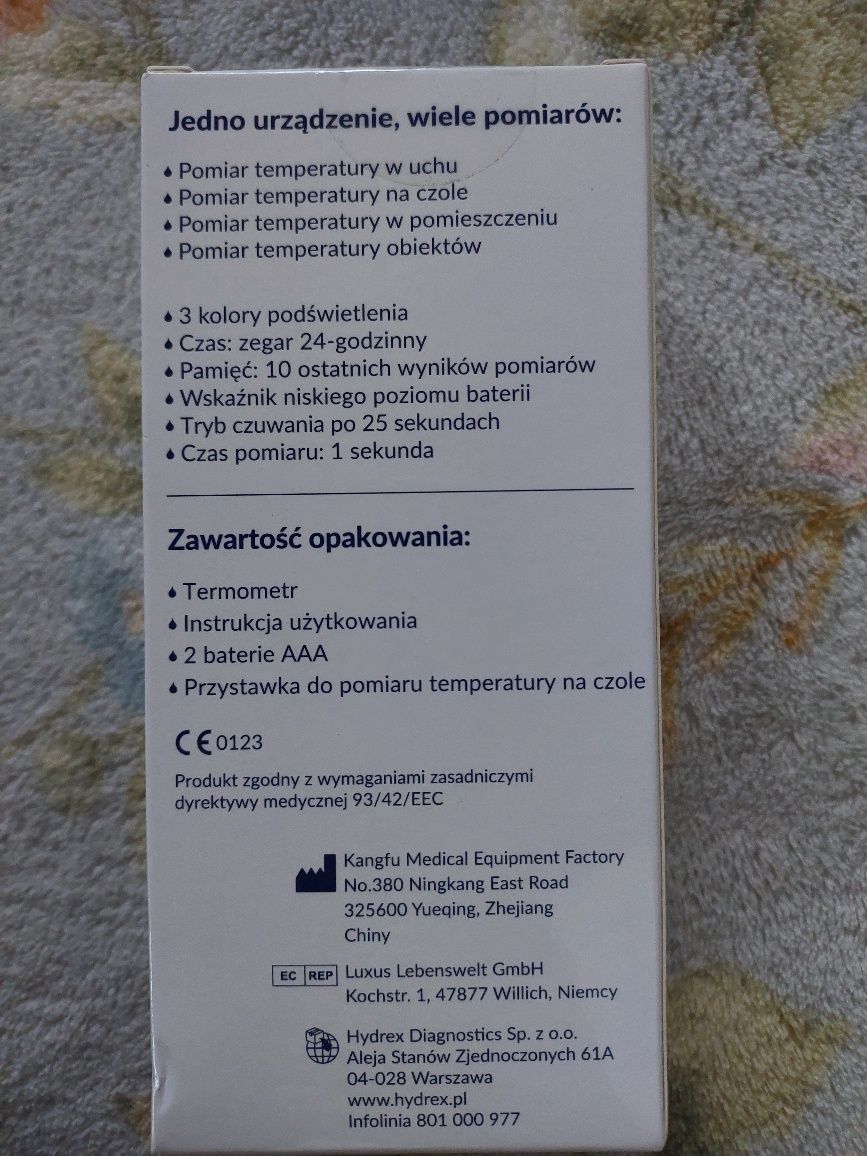 Jedno urządzenie, wiele pomiarów:
Pomiar temperatury w uchu
Pomiar temperatury na czole
Pomiar temperatury w pomieszczeniu
Pomiar temperatury obiektów
3 kolory podświetlenia
Czas: zegar 24-godzinny
Pamięć: 10 ostatnich wyników pomiarów
Wskaźnik niskiego poziomu baterii
Tryb czuwania po 25 sekundach
Czas pomiaru: 1 sekunda
Zawartość opakowania:
Termometr
Instrukcja użytkowania
2 baterie AAA
Przystawka do pomiaru temperatury na czole
CE 0123
Produkt zgodny z wymaganiami zasadniczymi
dyrektywy medycznej 93/42/EEC
Kangfu Medical Equipment Factory
No.380 Ningkang East Road
325600 Yueqing, Zhejiang
Chiny
EC REP Luxus Lebenswelt GmbH
Kochstr. 1, 47877 Willich, Niemcy
Hydrex Diagnostics Sp. z o.o.
Aleja Stanów Zjednoczonych 61A
04-028 Warszawa
www.hydrex.pl
Infolinia 801 000 977